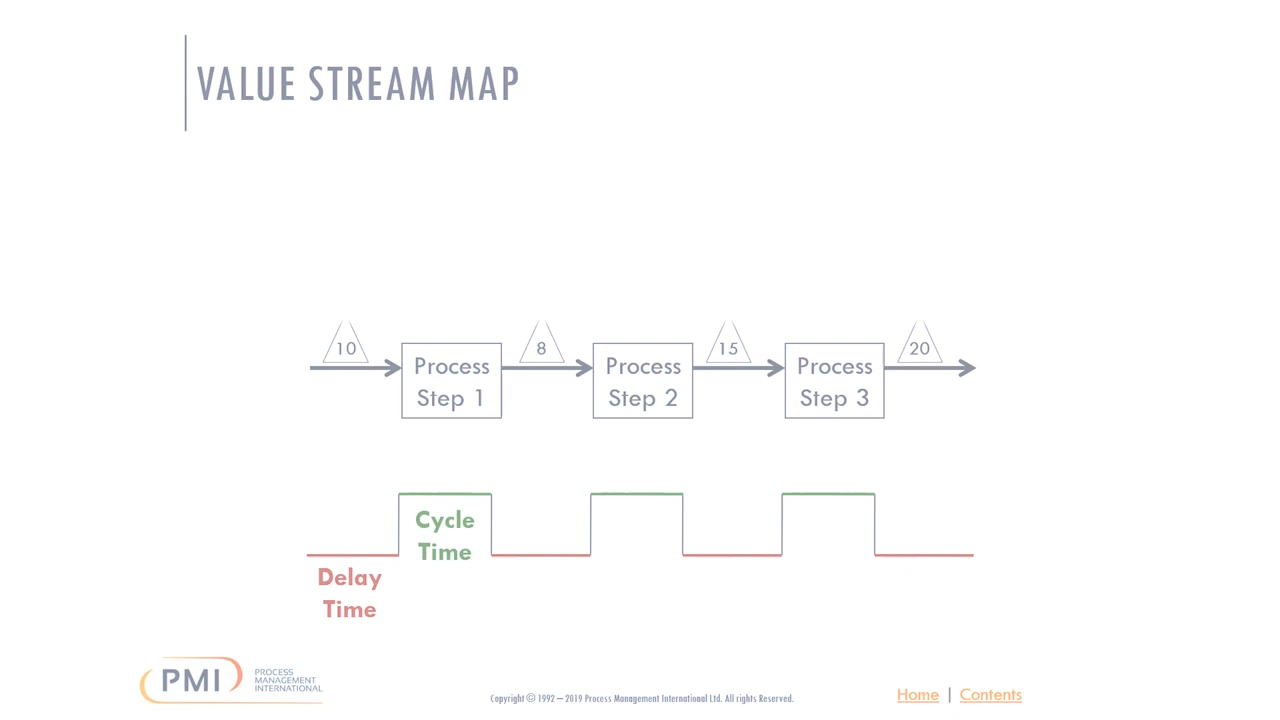 VALUE STREAM MAP
10
8
15
20
Process
Step 1
Process
Step 2
Process
Step 3
Cycle
Time
Delay
Time
PMI
PROCESS
MANAGEMENT
INTERNATIONAL
Copyright © 1992 – 2019 Process Management International Ltd. All rights Reserved.
Home | Contents